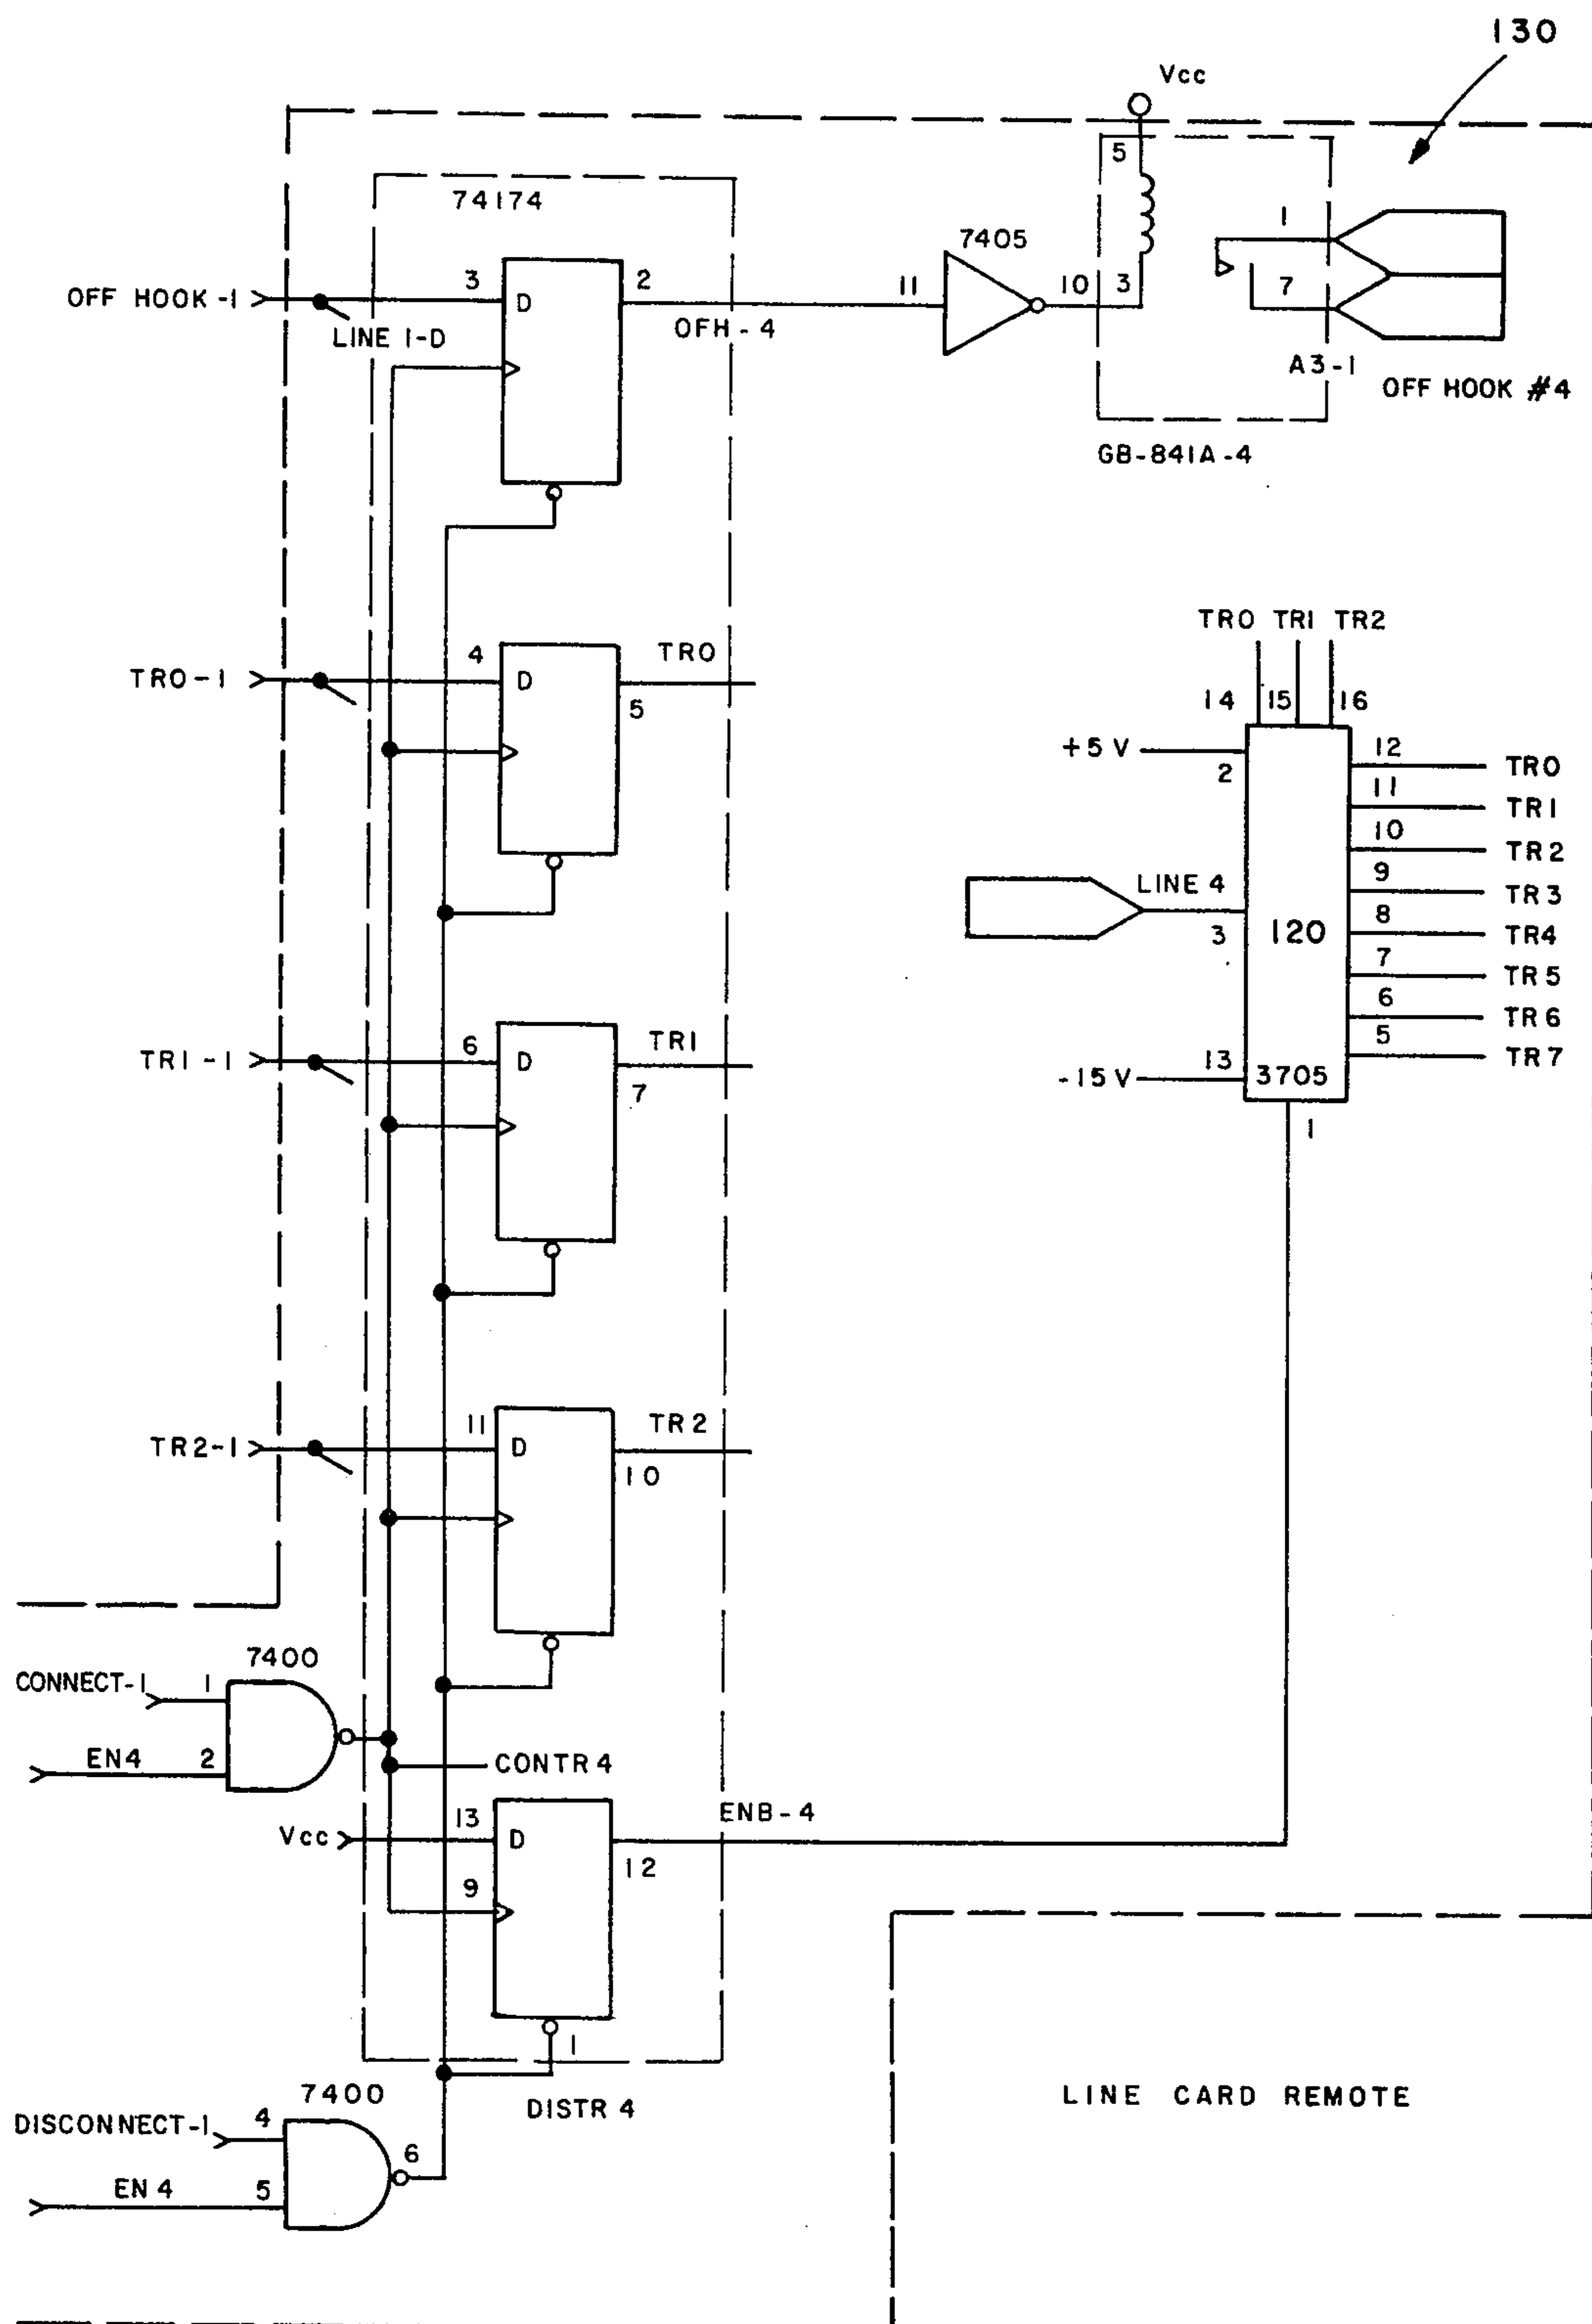 130
Vcc
5
74174
1
7405
3
2
OFF HOOK-1
D
11
10
3
7
LINE 1-D
OFH-4
A3-1
OFF HOOK #4
GB-841A-4
TR0 TR1 TR2
4
TR0
TR0-1
D
5
14
15
16
+5V
2
12
TR0
11
TR1
10
TR2
9
TR3
LINE 4
3
120
8
TR4
7
TR5
6
TR6
5
TR7
13
-15V
3705
1
6
TR1
TR1-1
D
7
11
TR2
TR2-1
D
10
7400
CONNECT-1
1
EN4
2
CONTR4
13
ENB-4
Vcc
D
12
9
1
7400
DISTR 4
LINE CARD REMOTE
DISCONNECT-1
4
6
EN4
5